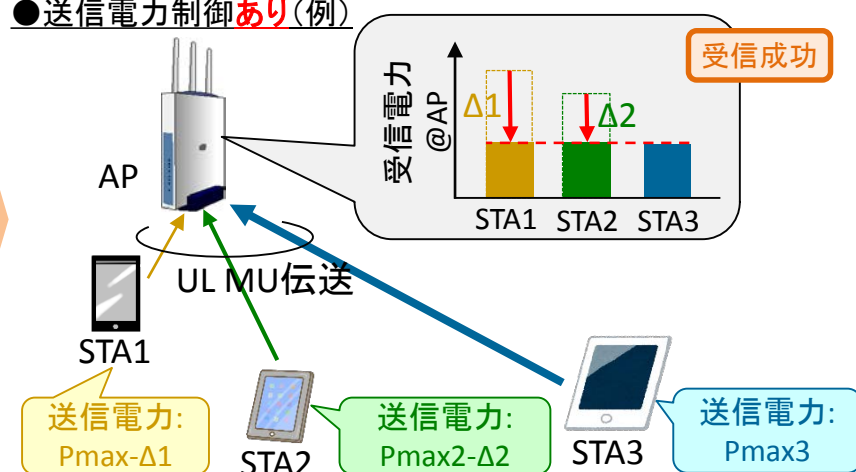 ●送信電力制御あり(例)
受信成功
受信電力
@AP
Δ1
Δ2
STA1 STA2 STA3
AP
UL MU伝送
STA1
STA2
STA3
送信電力:
Pmax-Δ1
送信電力:
Pmax2-Δ2
送信電力:
Pmax3